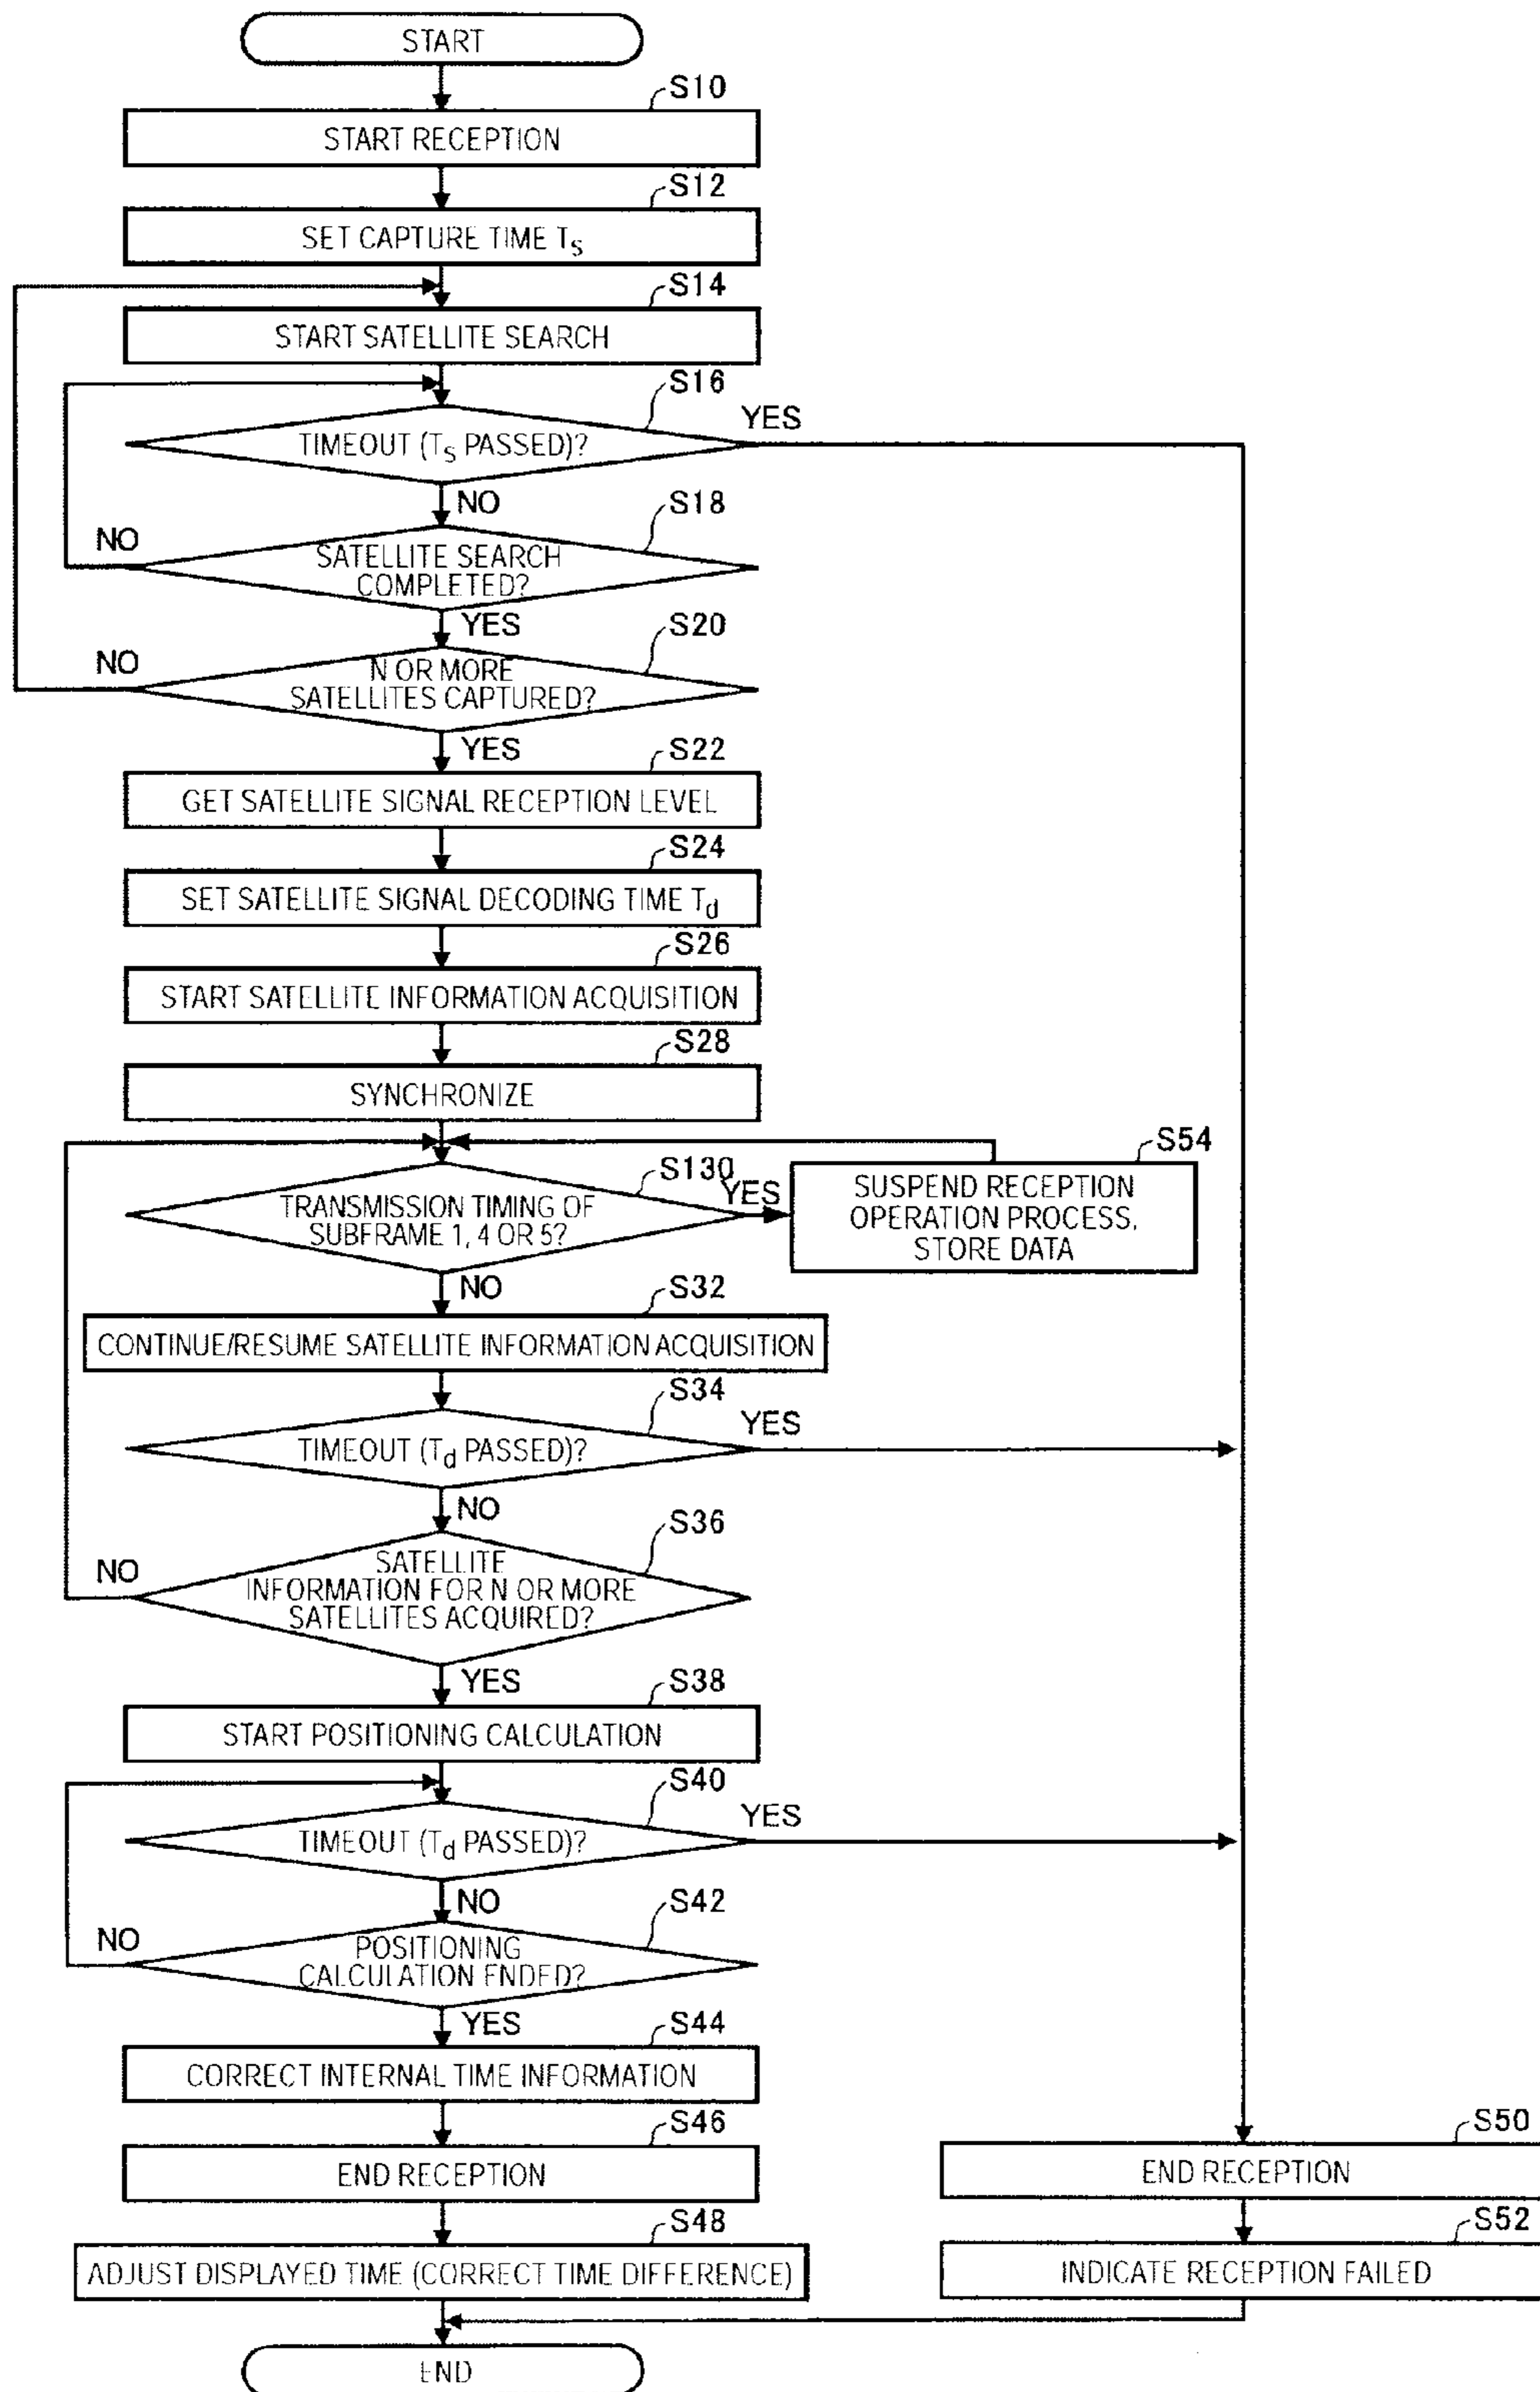 START
S10
START RECEPTION
S12
SET CAPTURE TIME Ts
S14
START SATELLITE SEARCH
S16
TIMEOUT (Ts PASSED)?
YES
NO
S18
SATELLITE SEARCH
COMPLETED?
NO
YES
S20
N OR MORE
SATELLITES CAPTURED?
NO
YES
S22
GET SATELLITE SIGNAL RECEPTION LEVEL
S24
SET SATELLITE SIGNAL DECODING TIME Td
S26
START SATELLITE INFORMATION ACQUISITION
S28
SYNCHRONIZE
S130
TRANSMISSION TIMING OF
SUBFRAME 1, 4 OR 5?
YES
S54
SUSPEND RECEPTION
OPERATION PROCESS,
STORE DATA
NO
S32
CONTINUE/RESUME SATELLITE INFORMATION ACQUISITION
S34
TIMEOUT (Td PASSED)?
YES
NO
S36
SATELLITE
INFORMATION FOR N OR MORE
SATELLITES ACQUIRED?
NO
YES
S38
START POSITIONING CALCULATION
S40
TIMEOUT (Td PASSED)?
YES
NO
S42
POSITIONING
CALCULATION ENDED?
NO
YES
S44
CORRECT INTERNAL TIME INFORMATION
S46
END RECEPTION
S48
ADJUST DISPLAYED TIME (CORRECT TIME DIFFERENCE)
S50
END RECEPTION
S52
INDICATE RECEPTION FAILED
END